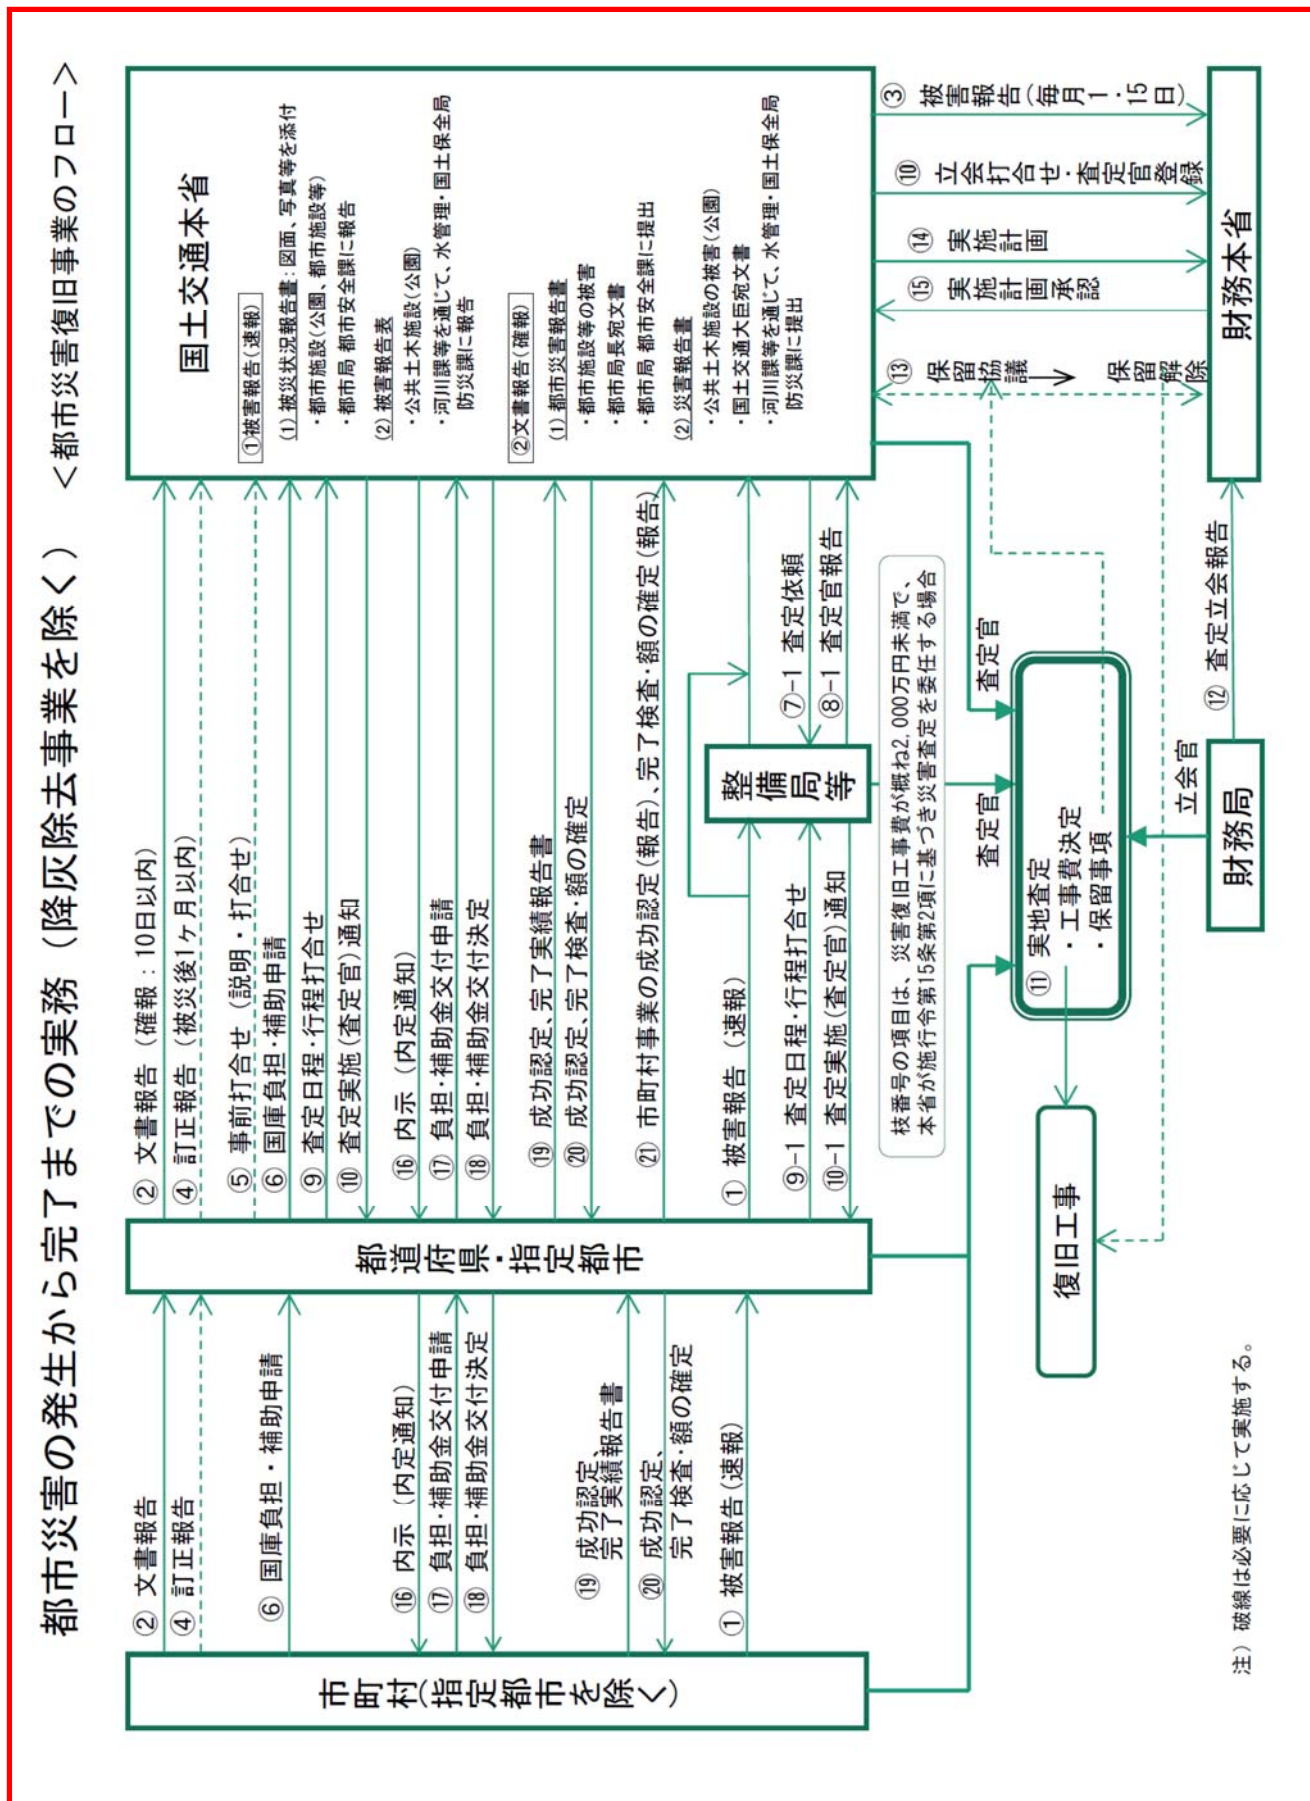 都市災害の発生から完了までの実務（降灰除去事業を除く） ＜都市災害復旧事業のフロー＞
市町村（指定都市を除く）
② 文書報告
④ 訂正報告
⑥ 国庫負担・補助申請
⑯ 内示（内定通知）
⑰ 負担・補助金交付申請
⑱ 負担・補助金交付決定
⑲ 成功認定、
完了実績報告書
⑳ 成功認定、
完了検査・額の確定
① 被害報告（速報）
都道府県・指定都市
② 文書報告（確報：10日以内）
④ 訂正報告（被災後1ヶ月以内）
⑤ 事前打合せ（説明・打合せ）
⑥ 国庫負担・補助申請
⑨ 査定日程・行程打合せ
⑩ 査定実施（査定官）通知
⑯ 内示（内定通知）
⑰ 負担・補助金交付申請
⑱ 負担・補助金交付決定
⑲ 成功認定、完了実績報告書
⑳ 成功認定、完了検査・額の確定
㉑ 市町村事業の成功認定（報告）、完了検査・額の確定（報告）
① 被害報告（速報）
⑨-1 査定日程・行程打合せ
⑩-1 査定実施（査定官）通知
整備局等
⑦-1 査定依頼
⑧-1 査定官報告
枝番号の項目は、災害復旧工事費が概ね2,000万円未満で、
本省が施行令第15条第2項に基づき災害査定を委任する場合
国土交通本省
①被害報告（速報）
（1）被災状況報告書：図面、写真等を添付
・都市施設（公園、都市施設等）
・都市局 都市安全課に報告
（2）被害報告表
・公共土木施設（公園）
・河川課等を通じて、水管理・国土保全局
防災課に報告
②文書報告（確報）
（1）都市災害報告書
・都市施設等の被害
・都市局長宛文書
・都市局 都市安全課に提出
（2）災害報告書
・公共土木施設の被害（公園）
・国土交通大臣宛文書
・河川課等を通じて、水管理・国土保全局
防災課に提出
③ 被害報告（毎月1・15日）
⑩ 立会打合せ・査定官登録
⑭ 実施計画
⑮ 実施計画承認
⑬ 保留協議
保留解除
財務本省
査定官
査定官
⑪ 実地査定
・工事費決定
・保留事項
立会官
⑫ 査定立会報告
財務局
復旧工事
注）破線は必要に応じて実施する。